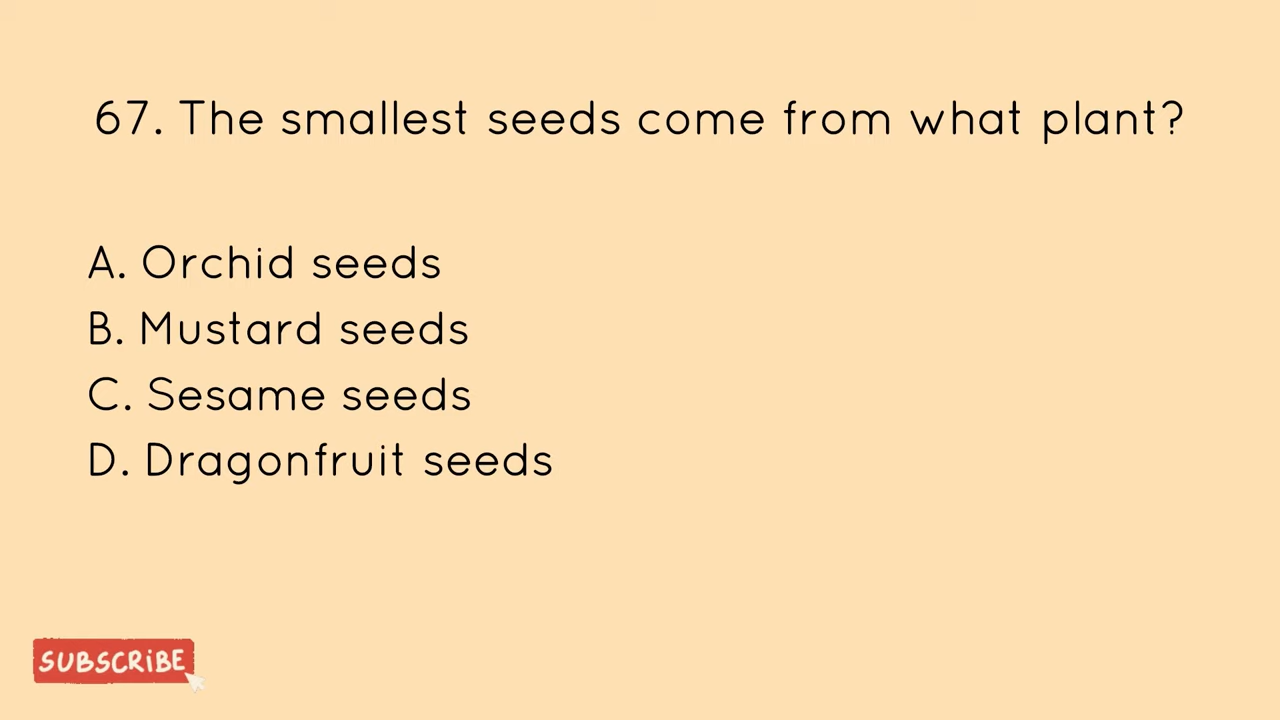 67. The smallest seeds come from what plant?
A. Orchid seeds
B. Mustard seeds
C. Sesame seeds
D. Dragonfruit seeds
SUBSCRiBE